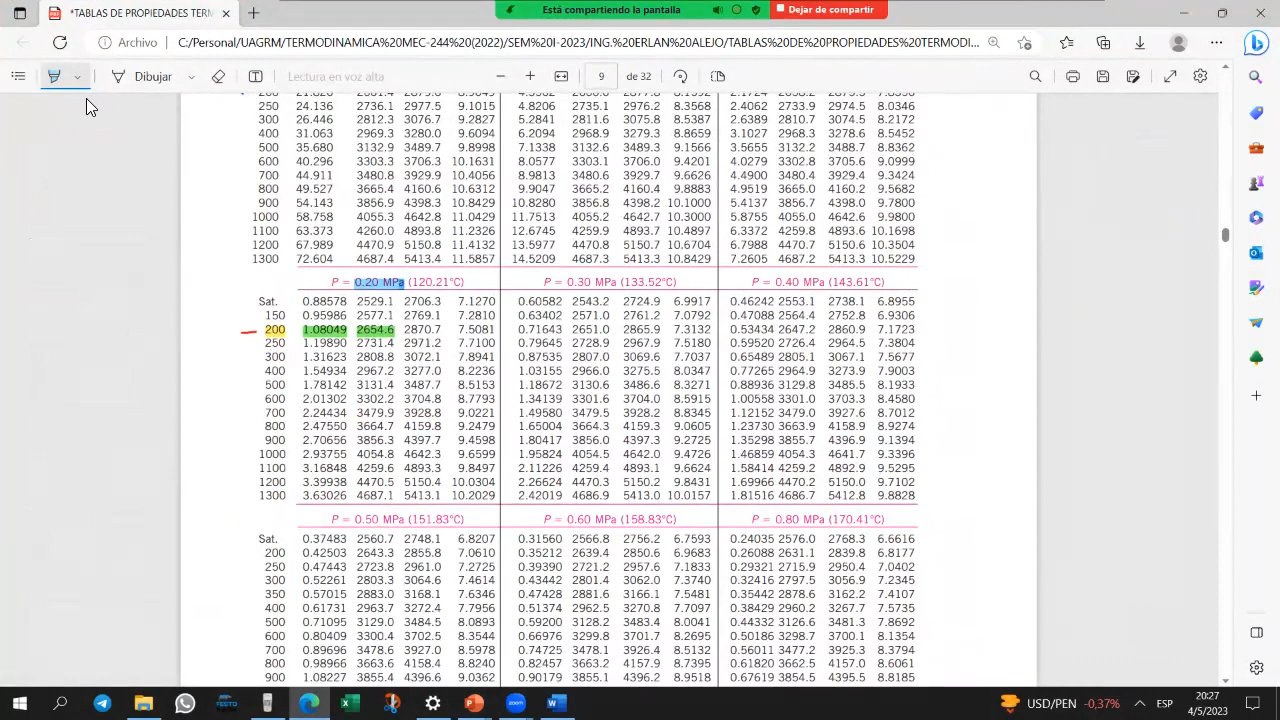 Está compartiendo la pantalla Dejar de compartir
*TABLAS DE PROPIEDADES TERM
Archivo C:/Personal/UAGRM/TERMODINAMICA%20MEC-244%20(2022)/SEM%20I-2023/ING.%20ERLAN%20ALEJO/TABLAS%20DE%20PROPIEDADES%20TERMODI...
Dibujar Lectura en voz alta 9 de 32
250 24.136 2736.1 2977.5 9.1015 4.8206 2735.1 2976.2 8.3568 2.4062 2733.9 2974.5 8.0346
300 26.446 2812.3 3076.7 9.2827 5.2841 2811.6 3075.8 8.5387 2.6389 2810.7 3074.5 8.2172
400 31.063 2969.3 3280.0 9.6094 6.2094 2968.9 3279.3 8.8659 3.1027 2968.3 3278.6 8.5452
500 35.680 3132.9 3489.7 9.8998 7.1338 3132.6 3489.3 9.1566 3.5655 3132.2 3488.7 8.8362
600 40.296 3303.3 3706.3 10.1631 8.0577 3303.1 3706.0 9.4201 4.0279 3302.8 3705.6 9.0999
700 44.911 3480.8 3929.9 10.4056 8.9813 3480.6 3929.7 9.6626 4.4900 3480.4 3929.4 9.3424
800 49.527 3665.4 4160.6 10.6312 9.9047 3665.2 4160.4 9.8883 4.9519 3665.0 4160.2 9.5682
900 54.143 3856.9 4398.3 10.8429 10.8280 3856.8 4398.2 10.1000 5.4137 3856.7 4398.0 9.7800
1000 58.758 4055.3 4642.8 11.0429 11.7513 4055.2 4642.7 10.3000 5.8755 4055.0 4642.6 9.9800
1100 63.373 4260.0 4893.8 11.2326 12.6745 4259.9 4893.7 10.4897 6.3372 4259.8 4893.6 10.1698
1200 67.989 4470.9 5150.8 11.4132 13.5977 4470.8 5150.7 10.6704 6.7988 4470.7 5150.6 10.3504
1300 72.604 4687.4 5413.4 11.5857 14.5209 4687.3 5413.3 10.8429 7.2605 4687.2 5413.3 10.5229
P = 0.20 MPa (120.21°C) P = 0.30 MPa (133.52°C) P = 0.40 MPa (143.61°C)
Sat. 0.88578 2529.1 2706.3 7.1270 0.60582 2543.2 2724.9 6.9917 0.46242 2553.1 2738.1 6.8955
150 0.95986 2577.1 2769.1 7.2810 0.63402 2571.0 2761.2 7.0792 0.47088 2564.4 2752.8 6.9306
200 1.08049 2654.6 2870.7 7.5081 0.71643 2651.0 2865.9 7.3132 0.53434 2647.2 2860.9 7.1723
250 1.19890 2731.4 2971.2 7.7100 0.79645 2728.9 2967.9 7.5180 0.59520 2726.4 2964.5 7.3804
300 1.31623 2808.8 3072.1 7.8941 0.87535 2807.0 3069.6 7.7037 0.65489 2805.1 3067.1 7.5677
400 1.54934 2967.2 3277.0 8.2236 1.03155 2966.0 3275.5 8.0347 0.77265 2964.9 3273.9 7.9003
500 1.78142 3131.4 3487.7 8.5153 1.18672 3130.6 3486.6 8.3271 0.88936 3129.8 3485.5 8.1933
600 2.01302 3302.2 3704.8 8.7793 1.34139 3301.6 3704.0 8.5915 1.00558 3301.0 3703.3 8.4580
700 2.24434 3479.9 3928.8 9.0221 1.49580 3479.5 3928.2 8.8345 1.12152 3479.0 3927.6 8.7012
800 2.47550 3664.7 4159.8 9.2479 1.65004 3664.3 4159.3 9.0605 1.23730 3663.9 4158.9 8.9274
900 2.70656 3856.3 4397.7 9.4598 1.80417 3856.0 4397.3 9.2725 1.35298 3855.7 4396.9 9.1394
1000 2.93755 4054.8 4642.3 9.6599 1.95824 4054.5 4642.0 9.4726 1.46859 4054.3 4641.7 9.3396
1100 3.16848 4259.6 4893.3 9.8497 2.11226 4259.4 4893.1 9.6624 1.58414 4259.2 4892.9 9.5295
1200 3.39938 4470.5 5150.4 10.0304 2.26624 4470.3 5150.2 9.8431 1.69966 4470.2 5150.0 9.7102
1300 3.63026 4687.1 5413.1 10.2029 2.42019 4686.9 5413.0 10.0157 1.81516 4686.7 5412.8 9.8828
P = 0.50 MPa (151.83°C) P = 0.60 MPa (158.83°C) P = 0.80 MPa (170.41°C)
Sat. 0.37483 2560.7 2748.1 6.8207 0.31560 2566.8 2756.2 6.7593 0.24035 2576.0 2768.3 6.6616
200 0.42503 2643.3 2855.8 7.0610 0.35212 2639.4 2850.6 6.9683 0.26088 2631.1 2839.8 6.8177
250 0.47443 2723.8 2961.0 7.2725 0.39390 2721.2 2957.6 7.1833 0.29321 2715.9 2950.4 7.0402
300 0.52261 2803.3 3064.6 7.4614 0.43442 2801.4 3062.0 7.3740 0.32416 2797.5 3056.9 7.2345
350 0.57015 2883.0 3168.1 7.6346 0.47428 2881.6 3166.1 7.5481 0.35442 2878.6 3162.2 7.4107
400 0.61731 2963.7 3272.4 7.7956 0.51374 2962.5 3270.8 7.7097 0.38429 2960.2 3267.7 7.5735
500 0.71095 3129.0 3484.5 8.0893 0.59200 3128.2 3483.4 8.0041 0.44332 3126.6 3481.3 7.8692
600 0.80409 3300.4 3702.5 8.3544 0.66976 3299.8 3701.7 8.2695 0.50186 3298.7 3700.1 8.1354
700 0.89696 3478.6 3927.0 8.5978 0.74725 3478.1 3926.4 8.5132 0.56011 3477.2 3925.3 8.3794
800 0.98966 3663.6 4158.4 8.8240 0.82457 3663.2 4157.9 8.7395 0.61820 3662.5 4157.0 8.6061
900 1.08227 3855.4 4396.6 9.0362 0.90179 3855.1 4396.2 8.9518 0.67619 3854.5 4395.5 8.8185
USD/PEN -0,37% ESP 20:27
4/5/2023